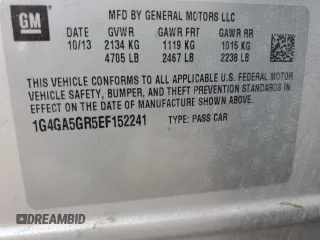 GM
MFD BY GENERAL MOTORS LLC
10/13
GVWR GAWR FRT GAWR RR
2134 KG 1119 KG 1015 KG
4705 LB 2467 LB 2238 LB
THIS VEHICLE CONFORMS TO ALL APPLICABLE U.S. FEDERAL MOTOR
VEHICLE SAFETY, BUMPER, AND THEFT PREVENTION STANDARDS IN
EFFECT ON THE DATE OF MANUFACTURE SHOWN ABOVE.
1G4GA5GR5EF152241 TYPE: PASS CAR
DREAMBID